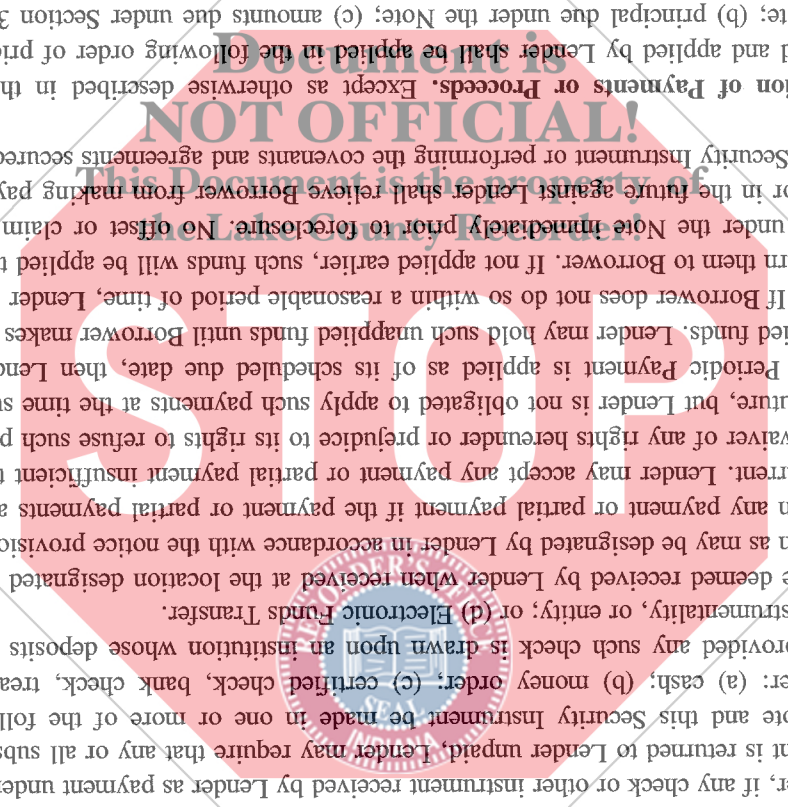 er, if any check or other instrument received by Lender as payment under
nt is returned to Lender unpaid, Lender may require that any or all subs
ote and this Security Instrument be made in one or more of the foll
er: (a) cash; (b) money order; (c) certified check, bank check, trea
provided any such check is drawn upon an institution whose deposits
strumentality, or entity; or (d) Electronic Funds Transfer.
e deemed received by Lender when received at the location designated
n as may be designated by Lender in accordance with the notice provisio
n any payment or partial payment if the payment or partial payments a
rrent. Lender may accept any payment or partial payment insufficient t
waiver of any rights hereunder or prejudice to its rights to refuse such p
uture, but Lender is not obligated to apply such payments at the time su
Periodic Payment is applied as of its scheduled due date, then Lend
lied funds. Lender may hold such unapplied funds until Borrower makes
If Borrower does not do so within a reasonable period of time, Lender
rn them to Borrower. If not applied earlier, such funds will be applied t
under the Note immediately prior to foreclosure. No offset or claim
or in the future against Lender shall relieve Borrower from making pay
Security Instrument or performing the covenants and agreements secured
tion of Payments or Proceeds. Except as otherwise described in th
d and applied by Lender shall be applied in the following order of prio
te; (b) principal due under the Note; (c) amounts due under Section 3
Document is
NOT OFFICIAL!
This Document is the property of
the Lake County Recorder!
STOP
RECORDER'S OFFICE
SEAL
INDIANA